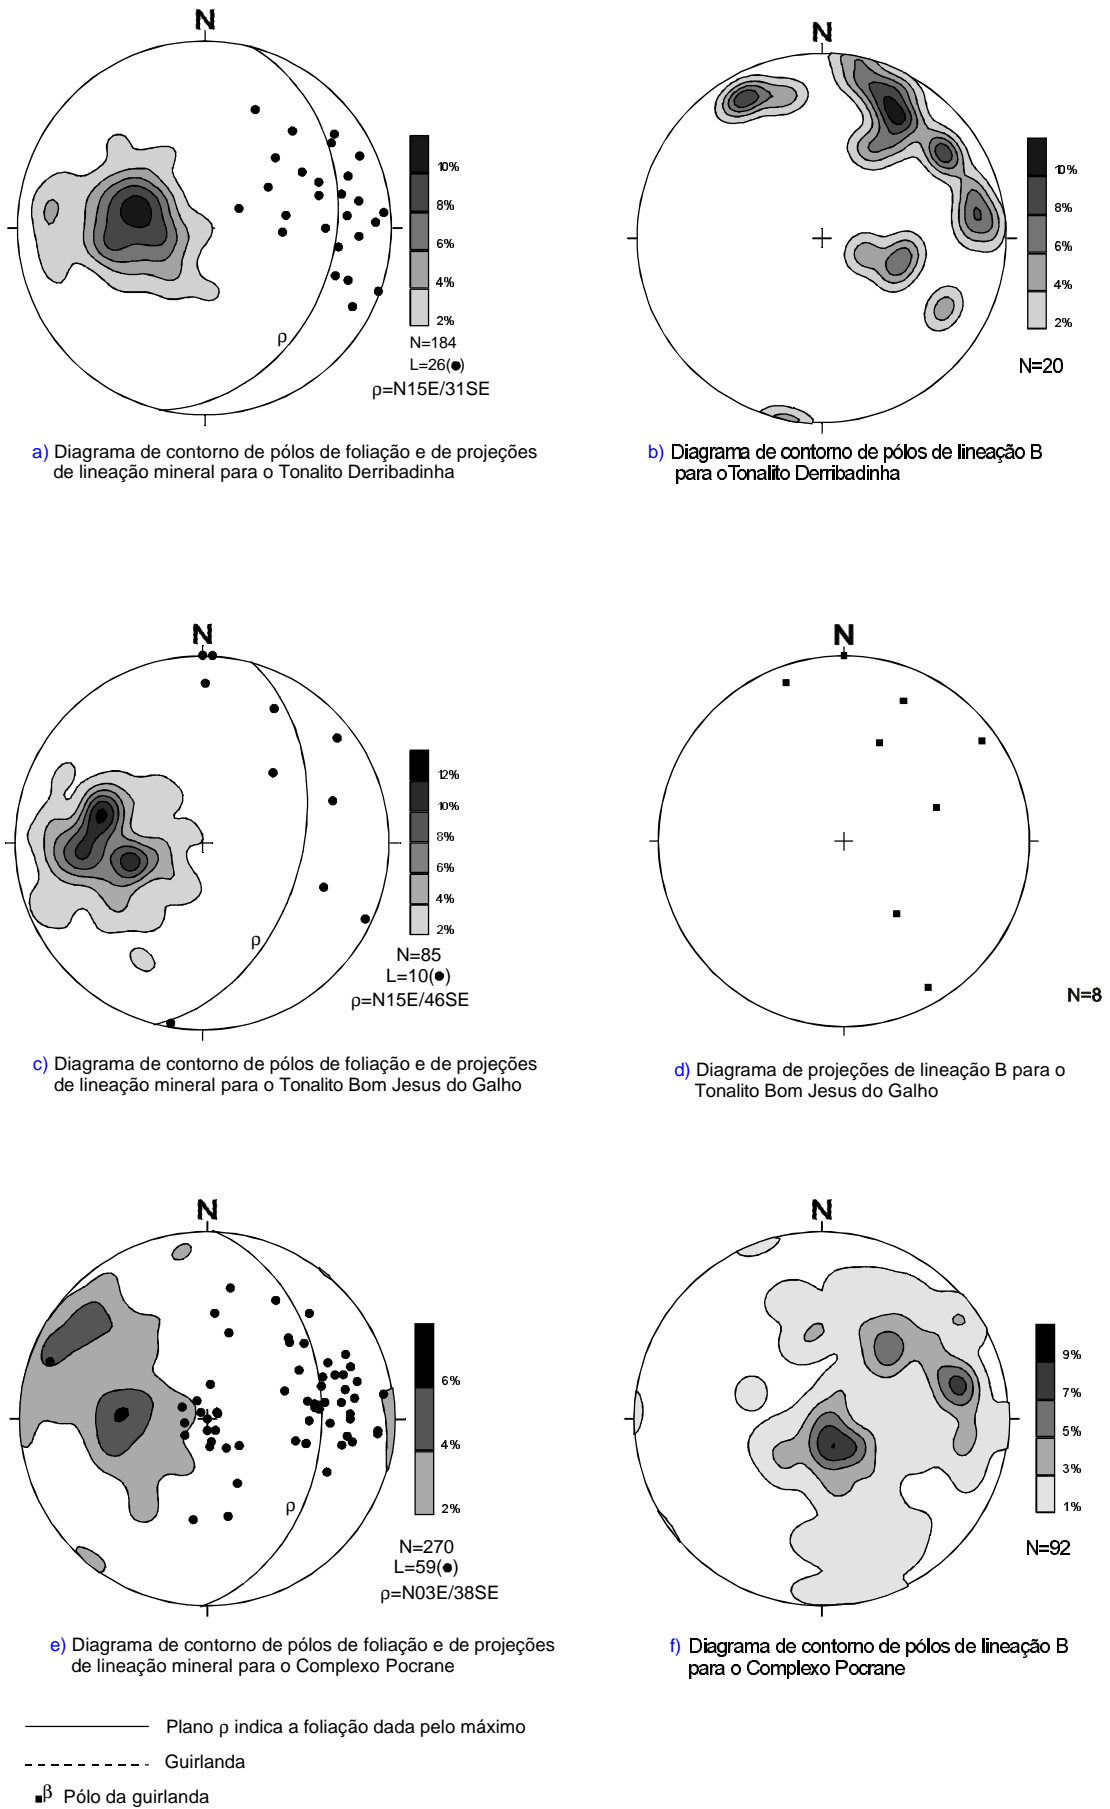 N
10%
8%
6%
4%
2%
ρ
N=184
L=26(●)
ρ=N15E/31SE
a) Diagrama de contorno de pólos de foliação e de projeções
de lineação mineral para o Tonalito Derribadinha
N
10%
8%
6%
4%
2%
N=20
b) Diagrama de contorno de pólos de lineação B
para o Tonalito Derribadinha
N
12%
10%
8%
6%
4%
2%
ρ
N=85
L=10(●)
ρ=N15E/46SE
c) Diagrama de contorno de pólos de foliação e de projeções
de lineação mineral para o Tonalito Bom Jesus do Galho
N
N=8
d) Diagrama de projeções de lineação B para o
Tonalito Bom Jesus do Galho
N
6%
4%
2%
ρ
N=270
L=59(●)
ρ=N03E/38SE
e) Diagrama de contorno de pólos de foliação e de projeções
de lineação mineral para o Complexo Pocrane
N
9%
7%
5%
3%
1%
N=92
f) Diagrama de contorno de pólos de lineação B
para o Complexo Pocrane
Plano ρ indica a foliação dada pelo máximo
Guirlanda
■β Pólo da guirlanda